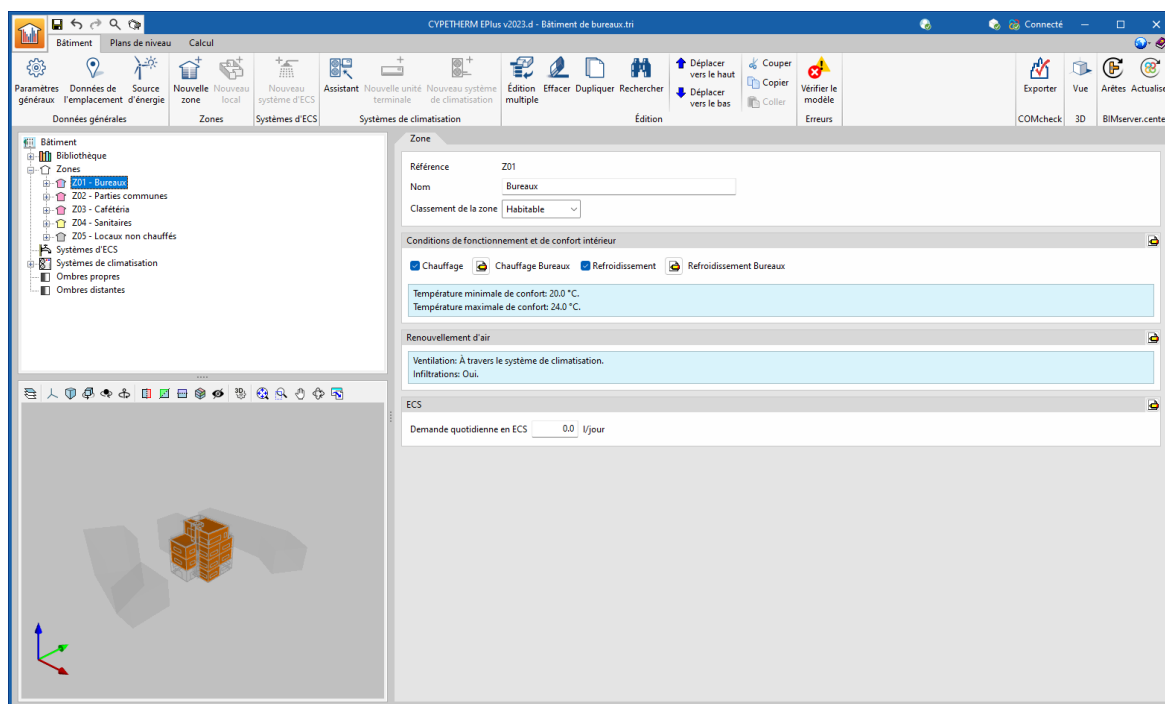 CYPETHERM EPlus v2023.d - Bâtiment de bureaux.tri
Connecté
Bâtiment Plans de niveau Calcul
Paramètres généraux
Données de l'emplacement
Source d'énergie
Nouvelle zone
Nouveau local
Nouveau système d'ECS
Assistant
Nouvelle unité terminale
Nouveau système de climatisation
Édition multiple
Effacer
Dupliquer
Rechercher
Déplacer vers le haut
Déplacer vers le bas
Couper
Copier
Coller
Vérifier le modèle
Exporter
Vue
Arêtes
Actualise
Données générales
Zones
Systèmes d'ECS
Systèmes de climatisation
Édition
Erreurs
COMcheck
3D
BIMserver.cente
Bâtiment
Bibliothèque
Zones
Z01 - Bureaux
Z02 - Parties communes
Z03 - Cafétéria
Z04 - Sanitaires
Z05 - Locaux non chauffés
Systèmes d'ECS
Systèmes de climatisation
Ombres propres
Ombres distantes
3D
Zone
Référence Z01
Nom Bureaux
Classement de la zone Habitable
Conditions de fonctionnement et de confort intérieur
Chauffage Chauffage Bureaux Refroidissement Refroidissement Bureaux
Température minimale de confort: 20.0 °C.
Température maximale de confort: 24.0 °C.
Renouvellement d'air
Ventilation: À travers le système de climatisation.
Infiltrations: Oui.
ECS
Demande quotidienne en ECS 0.0 l/jour